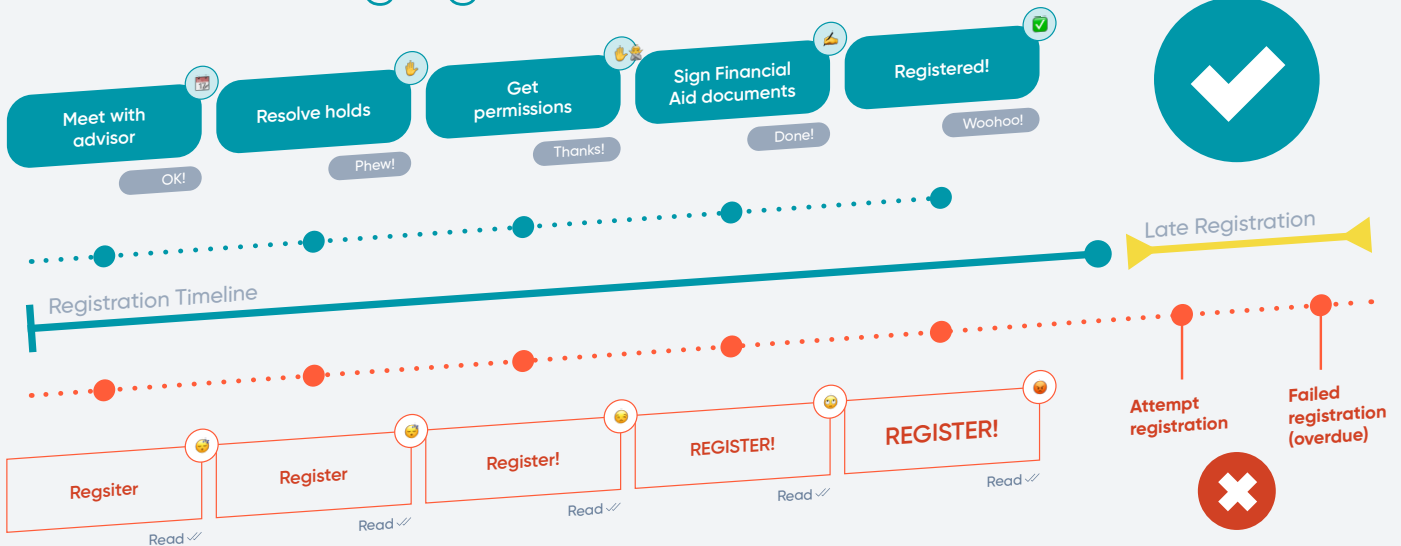 Meet with
advisor
OK!
Resolve holds
Phew!
Get
permissions
Thanks!
Sign Financial
Aid documents
Done!
Registered!
Woohoo!
Registration Timeline
Late Registration
Attempt
registration
Failed
registration
(overdue)
Regsiter
Read
Register
Read
Register!
Read
REGISTER!
Read
REGISTER!
Read